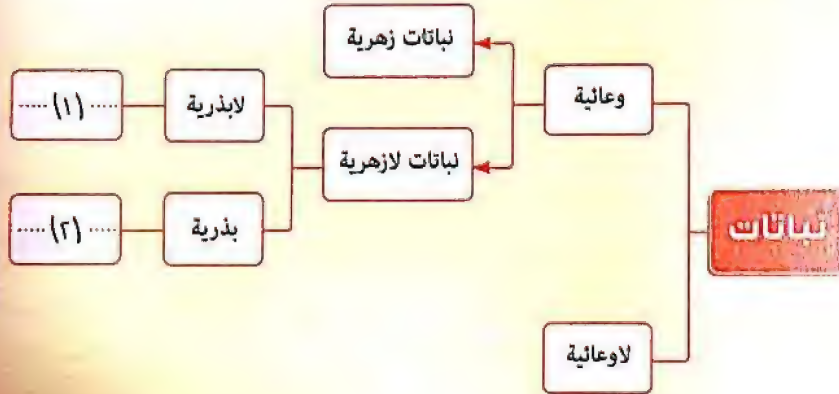 نباتات
وعائية
لاوعائية
نباتات زهرية
نباتات لازهرية
لابذرية
بذرية
..... (١) .....
..... (٢) .....